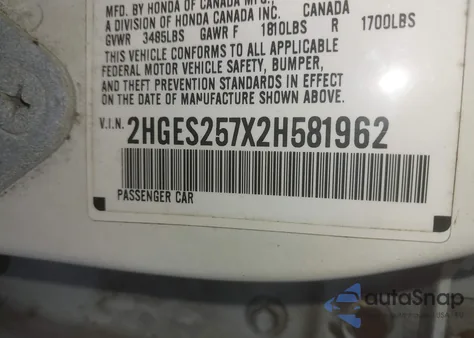 MFD. BY HONDA OF CANADA MFG.,
A DIVISION OF HONDA CANADA INC. CANADA
GVWR 3485LBS GAWR F 1810LBS R 1700LBS
THIS VEHICLE CONFORMS TO ALL APPLICABLE
FEDERAL MOTOR VEHICLE SAFETY, BUMPER,
AND THEFT PREVENTION STANDARDS IN EFFECT
ON THE DATE OF MANUFACTURE SHOWN ABOVE.
V.I.N. 2HGES257X2H581962
PASSENGER CAR
autoSnap